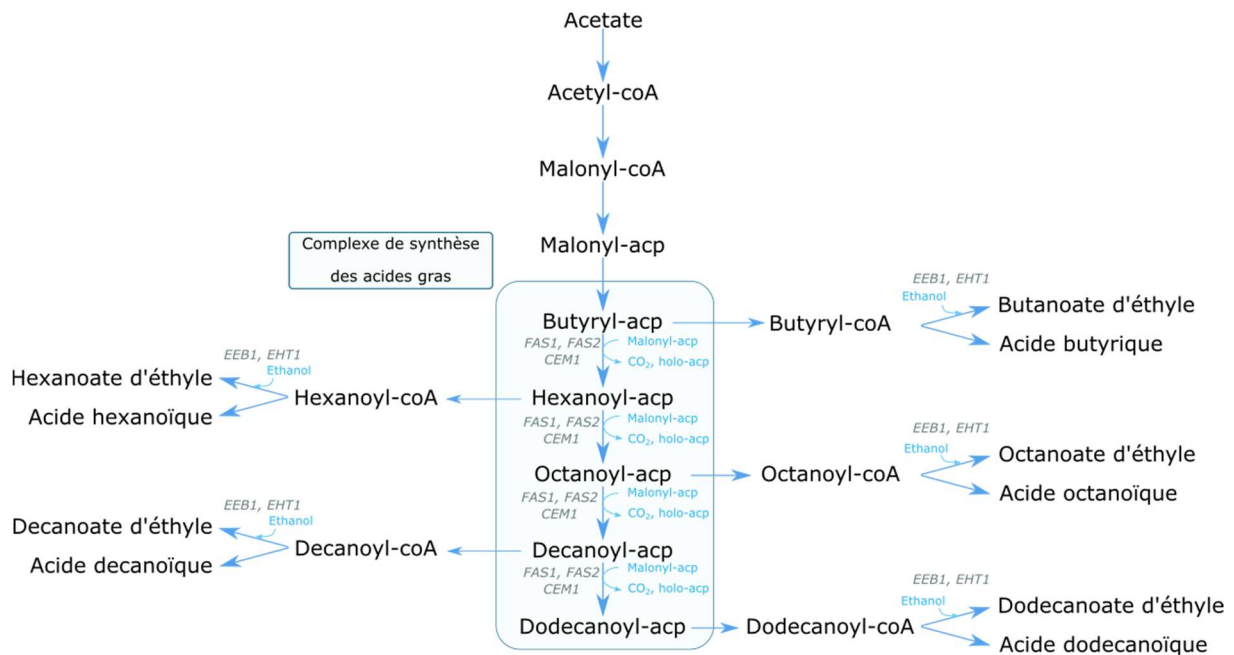 Acetate
Acetyl-coA
Malonyl-coA
Malonyl-acp
Complexe de synthèse
des acides gras
Butyryl-acp
Butyryl-coA
EEB1, EHT1
Ethanol
Butanoate d'éthyle
Acide butyrique
FAS1, FAS2
CEM1
Malonyl-acp
CO₂, holo-acp
Hexanoyl-acp
Hexanoyl-coA
EEB1, EHT1
Ethanol
Hexanoate d'éthyle
Acide hexanoïque
FAS1, FAS2
CEM1
Malonyl-acp
CO₂, holo-acp
Octanoyl-acp
Octanoyl-coA
EEB1, EHT1
Ethanol
Octanoate d'éthyle
Acide octanoïque
FAS1, FAS2
CEM1
Malonyl-acp
CO₂, holo-acp
Decanoyl-acp
Decanoyl-coA
EEB1, EHT1
Ethanol
Decanoate d'éthyle
Acide decanoïque
FAS1, FAS2
CEM1
Malonyl-acp
CO₂, holo-acp
Dodecanoyl-acp
Dodecanoyl-coA
EEB1, EHT1
Ethanol
Dodecanoate d'éthyle
Acide dodecanoïque